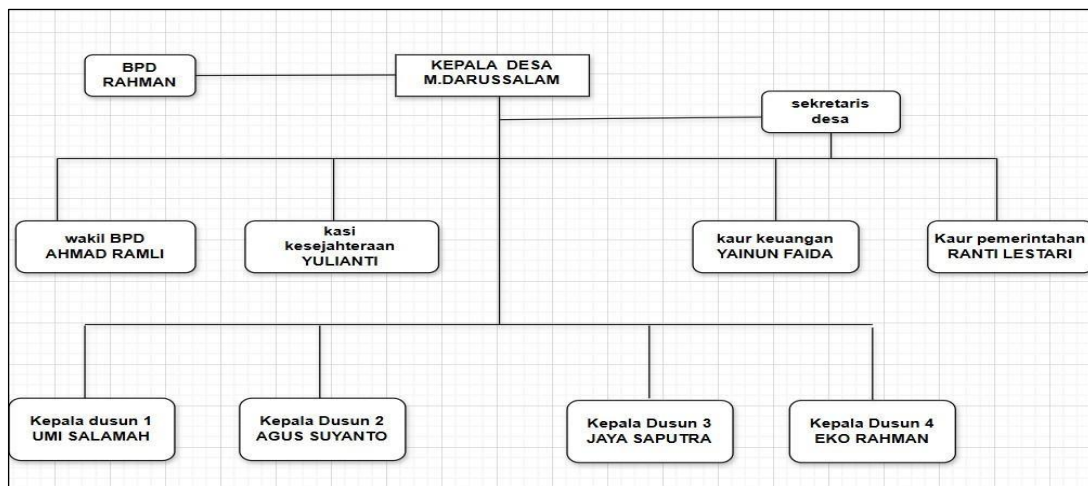 BPD
RAHMAN
KEPALA DESA
M.DARUSSALAM
sekretaris
desa
wakil BPD
AHMAD RAMLI
kasi
kesejahteraan
YULIANTI
kaur keuangan
YAINUN FAIDA
Kaur pemerintahan
RANTI LESTARI
Kepala dusun 1
UMI SALAMAH
Kepala Dusun 2
AGUS SUYANTO
Kepala Dusun 3
JAYA SAPUTRA
Kepala Dusun 4
EKO RAHMAN